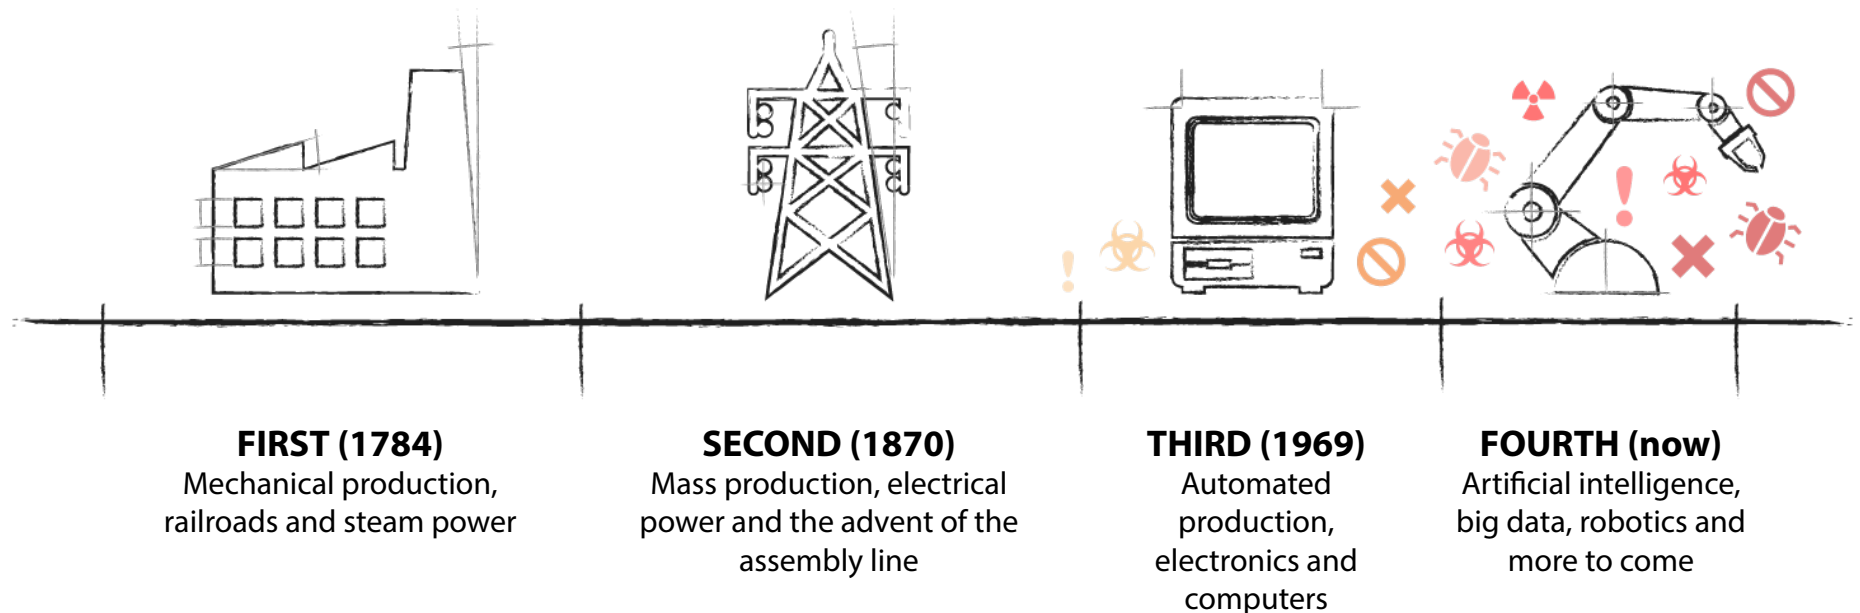 FIRST (1784)
Mechanical production,
railroads and steam power
SECOND (1870)
Mass production, electrical
power and the advent of the
assembly line
THIRD (1969)
Automated
production,
electronics and
computers
FOURTH (now)
Artificial intelligence,
big data, robotics and
more to come